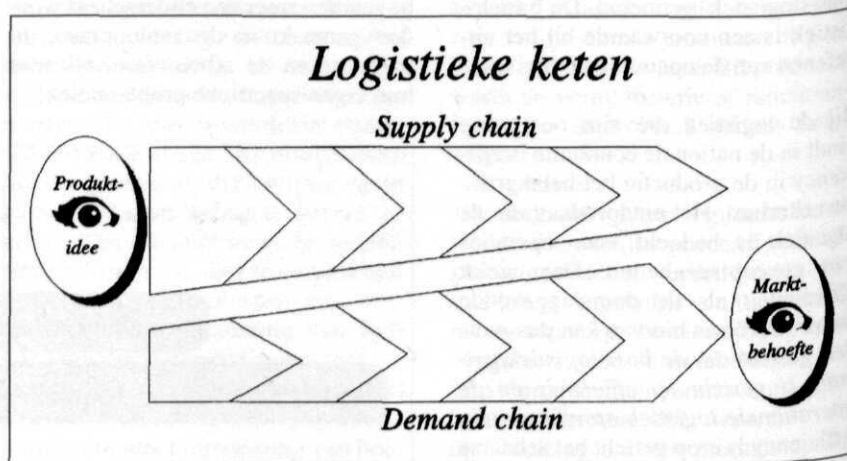 Logistieke keten
Supply chain
Produkt-
idee
Markt-
behoefte
Demand chain